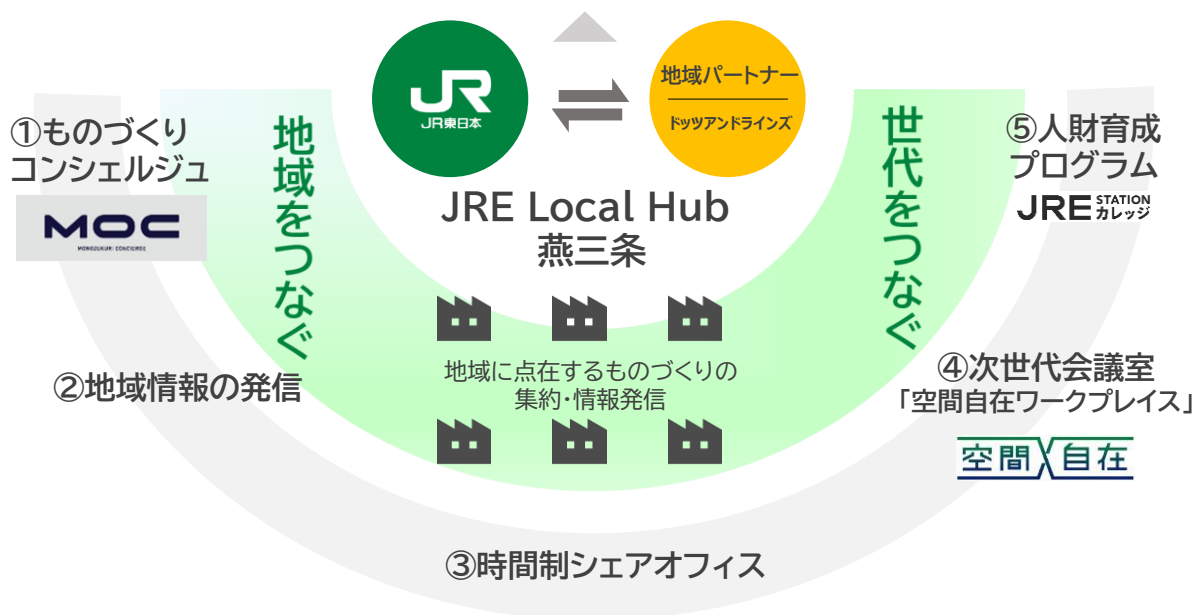 JR
JR東日本
地域パートナー
ドッツアンドラインズ
JRE Local Hub
燕三条
①ものづくり
コンシェルジュ
MOC
MONOZUKURI CONCIERGE
地域をつなぐ
②地域情報の発信
地域に点在するものづくりの
集約・情報発信
③時間制シェアオフィス
世代をつなぐ
④次世代会議室
「空間自在ワークプレイス」
空間自在
⑤人財育成
プログラム
JRE STATION
カレッジ